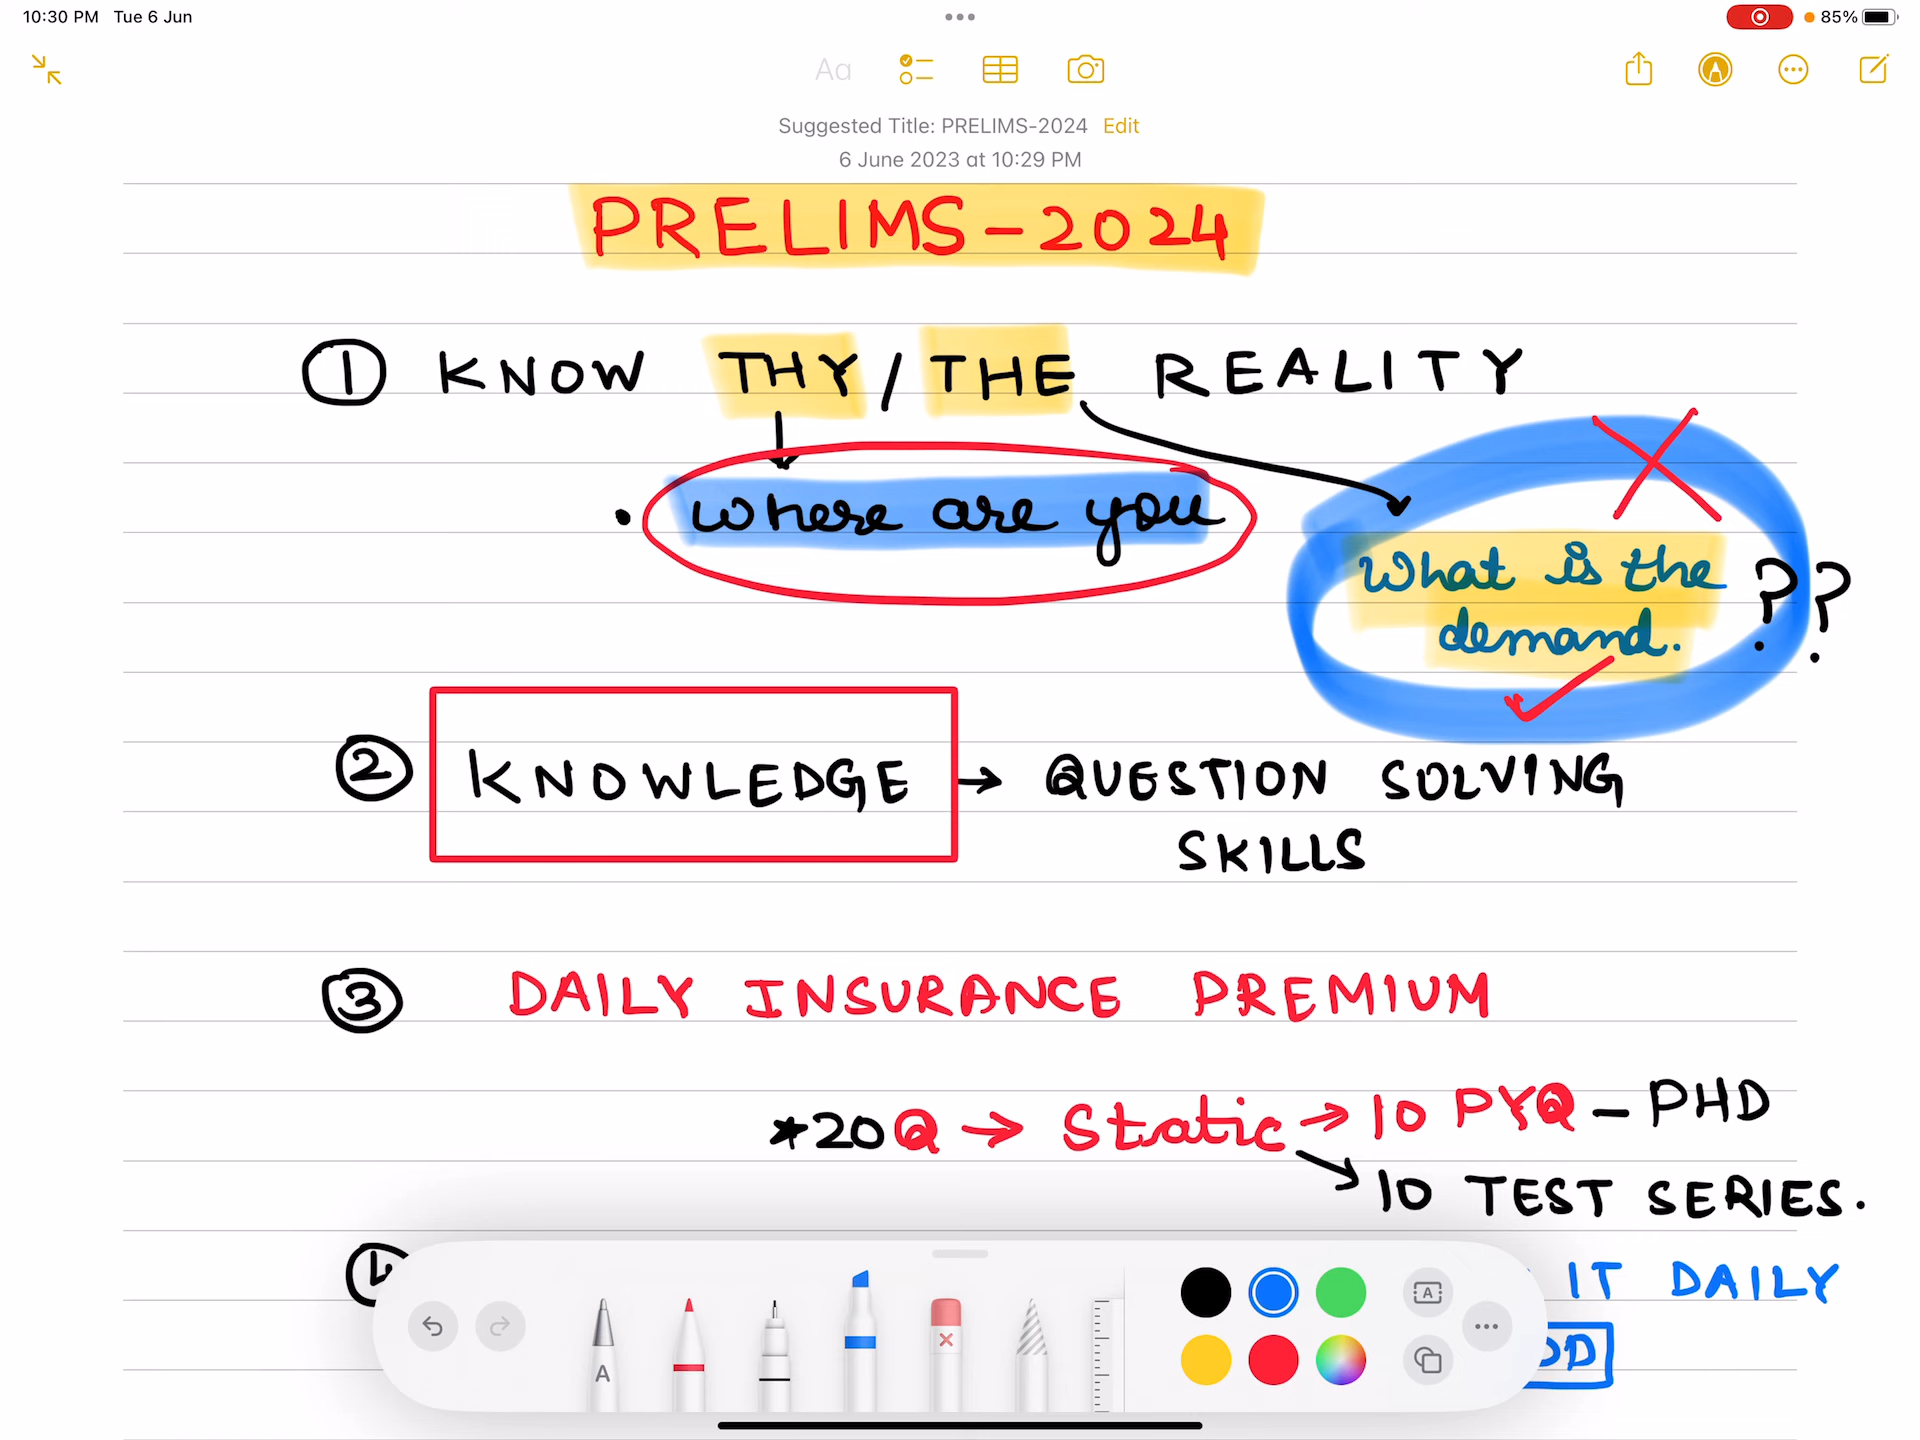 10:30 PM Tue 6 Jun
85%
Aa
Suggested Title: PRELIMS-2024 Edit
6 June 2023 at 10:29 PM
PRELIMS-2024
① KNOW THY / THE REALITY
• Where are you
What is the
demand. ??
② KNOWLEDGE → QUESTION SOLVING
SKILLS
③ DAILY INSURANCE PREMIUM
*20Q → Static → 10 PYQ - PHD
→ 10 TEST SERIES.
④ IT DAILY
A
A